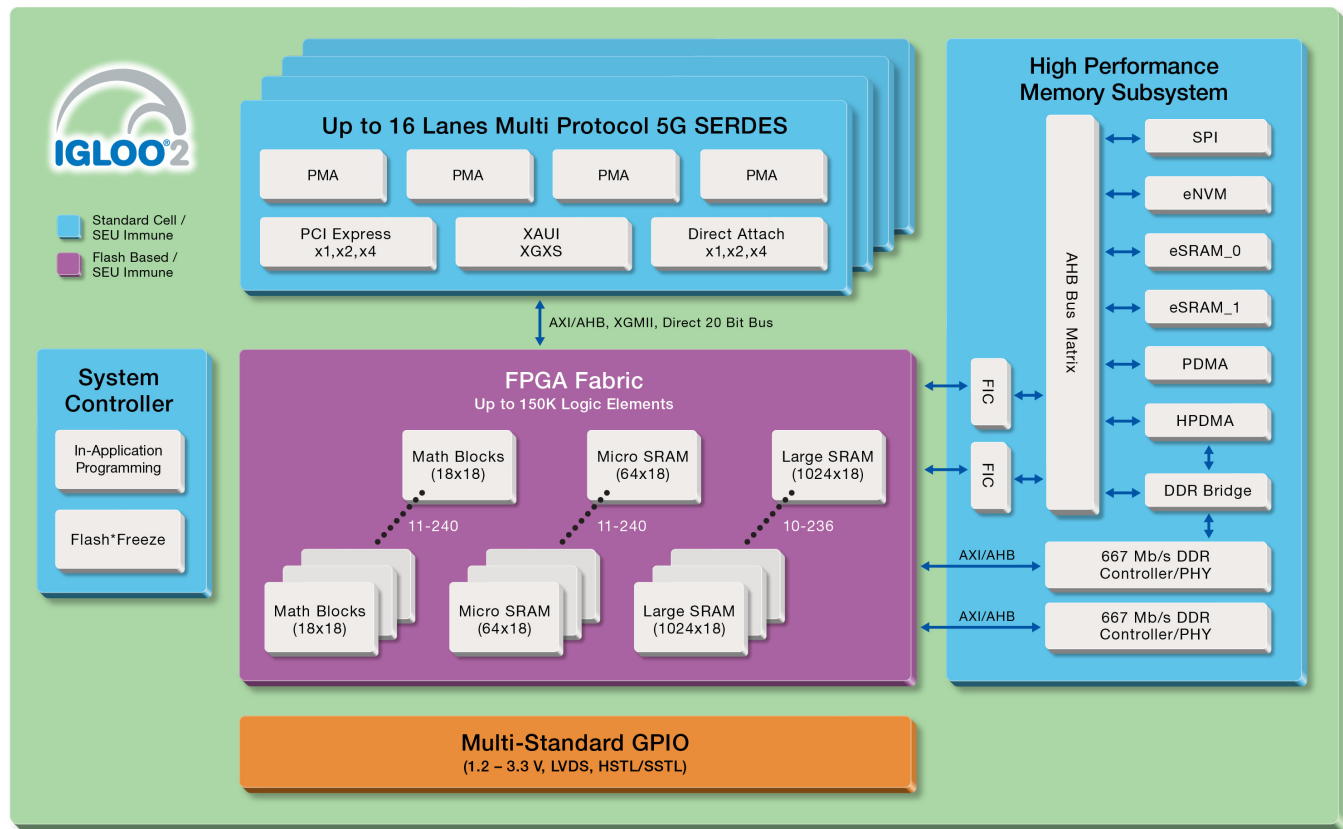 IGLOO®2
Standard Cell /
SEU Immune
Flash Based /
SEU Immune
Up to 16 Lanes Multi Protocol 5G SERDES
PMA
PMA
PMA
PMA
PCI Express
x1,x2,x4
XAUI
XGXS
Direct Attach
x1,x2,x4
AXI/AHB, XGMII, Direct 20 Bit Bus
System
Controller
In-Application
Programming
Flash*Freeze
FPGA Fabric
Up to 150K Logic Elements
Math Blocks
(18x18)
Micro SRAM
(64x18)
Large SRAM
(1024x18)
11-240
11-240
10-236
Math Blocks
(18x18)
Micro SRAM
(64x18)
Large SRAM
(1024x18)
Multi-Standard GPIO
(1.2 – 3.3 V, LVDS, HSTL/SSTL)
High Performance
Memory Subsystem
AHB Bus Matrix
FIC
FIC
SPI
eNVM
eSRAM_0
eSRAM_1
PDMA
HPDMA
DDR Bridge
AXI/AHB
667 Mb/s DDR
Controller/PHY
AXI/AHB
667 Mb/s DDR
Controller/PHY